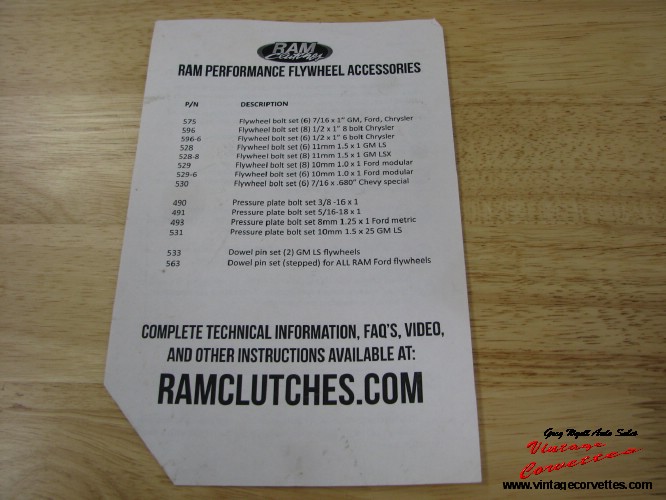 RAM
Clutches
RAM PERFORMANCE FLYWHEEL ACCESSORIES
P/N DESCRIPTION
575 Flywheel bolt set (6) 7/16 x 1" GM, Ford, Chrysler
596 Flywheel bolt set (8) 1/2 x 1" 8 bolt Chrysler
596-6 Flywheel bolt set (6) 1/2 x 1" 6 bolt Chrysler
528 Flywheel bolt set (6) 11mm 1.5 x 1 GM LS
528-8 Flywheel bolt set (8) 11mm 1.5 x 1 GM LSX
529 Flywheel bolt set (8) 10mm 1.0 x 1 Ford modular
529-6 Flywheel bolt set (6) 10mm 1.0 x 1 Ford modular
530 Flywheel bolt set (6) 7/16 x .680" Chevy special
490 Pressure plate bolt set 3/8 -16 x 1
491 Pressure plate bolt set 5/16-18 x 1
493 Pressure plate bolt set 8mm 1.25 x 1 Ford metric
531 Pressure plate bolt set 10mm 1.5 x 25 GM LS
533 Dowel pin set (2) GM LS flywheels
563 Dowel pin set (stepped) for ALL RAM Ford flywheels
COMPLETE TECHNICAL INFORMATION, FAQ'S, VIDEO,
AND OTHER INSTRUCTIONS AVAILABLE AT:
RAMCLUTCHES.COM
Greg Wyatt Auto Sales
Vintage
Corvettes
www.vintagecorvettes.com